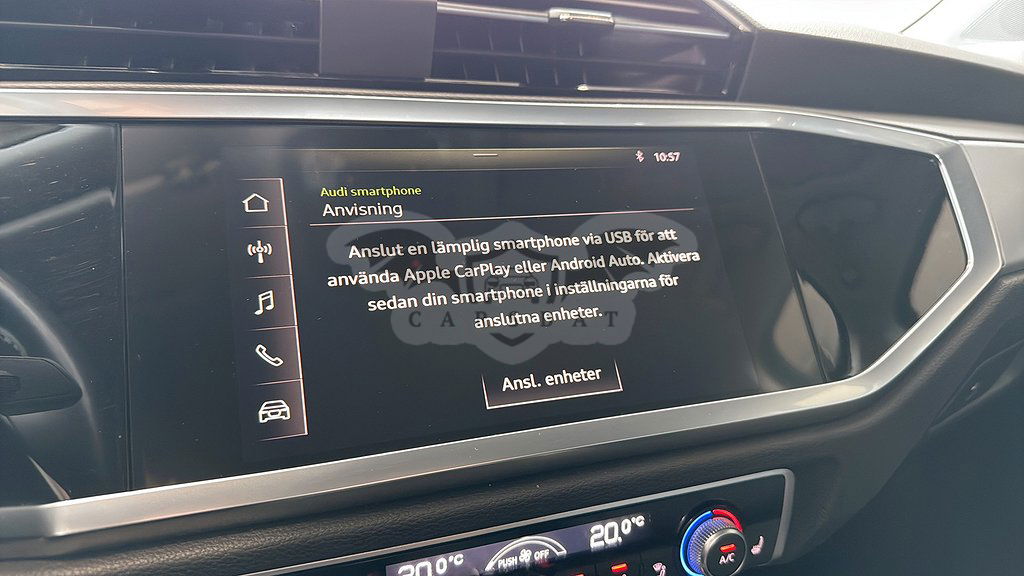 10:57
Audi smartphone
Anvisning
Anslut en lämplig smartphone via USB för att
använda Apple CarPlay eller Android Auto. Aktivera
sedan din smartphone i inställningarna för
anslutna enheter.
Ansl. enheter
20.0°C
PUSH OFF
20.0°C
A/C